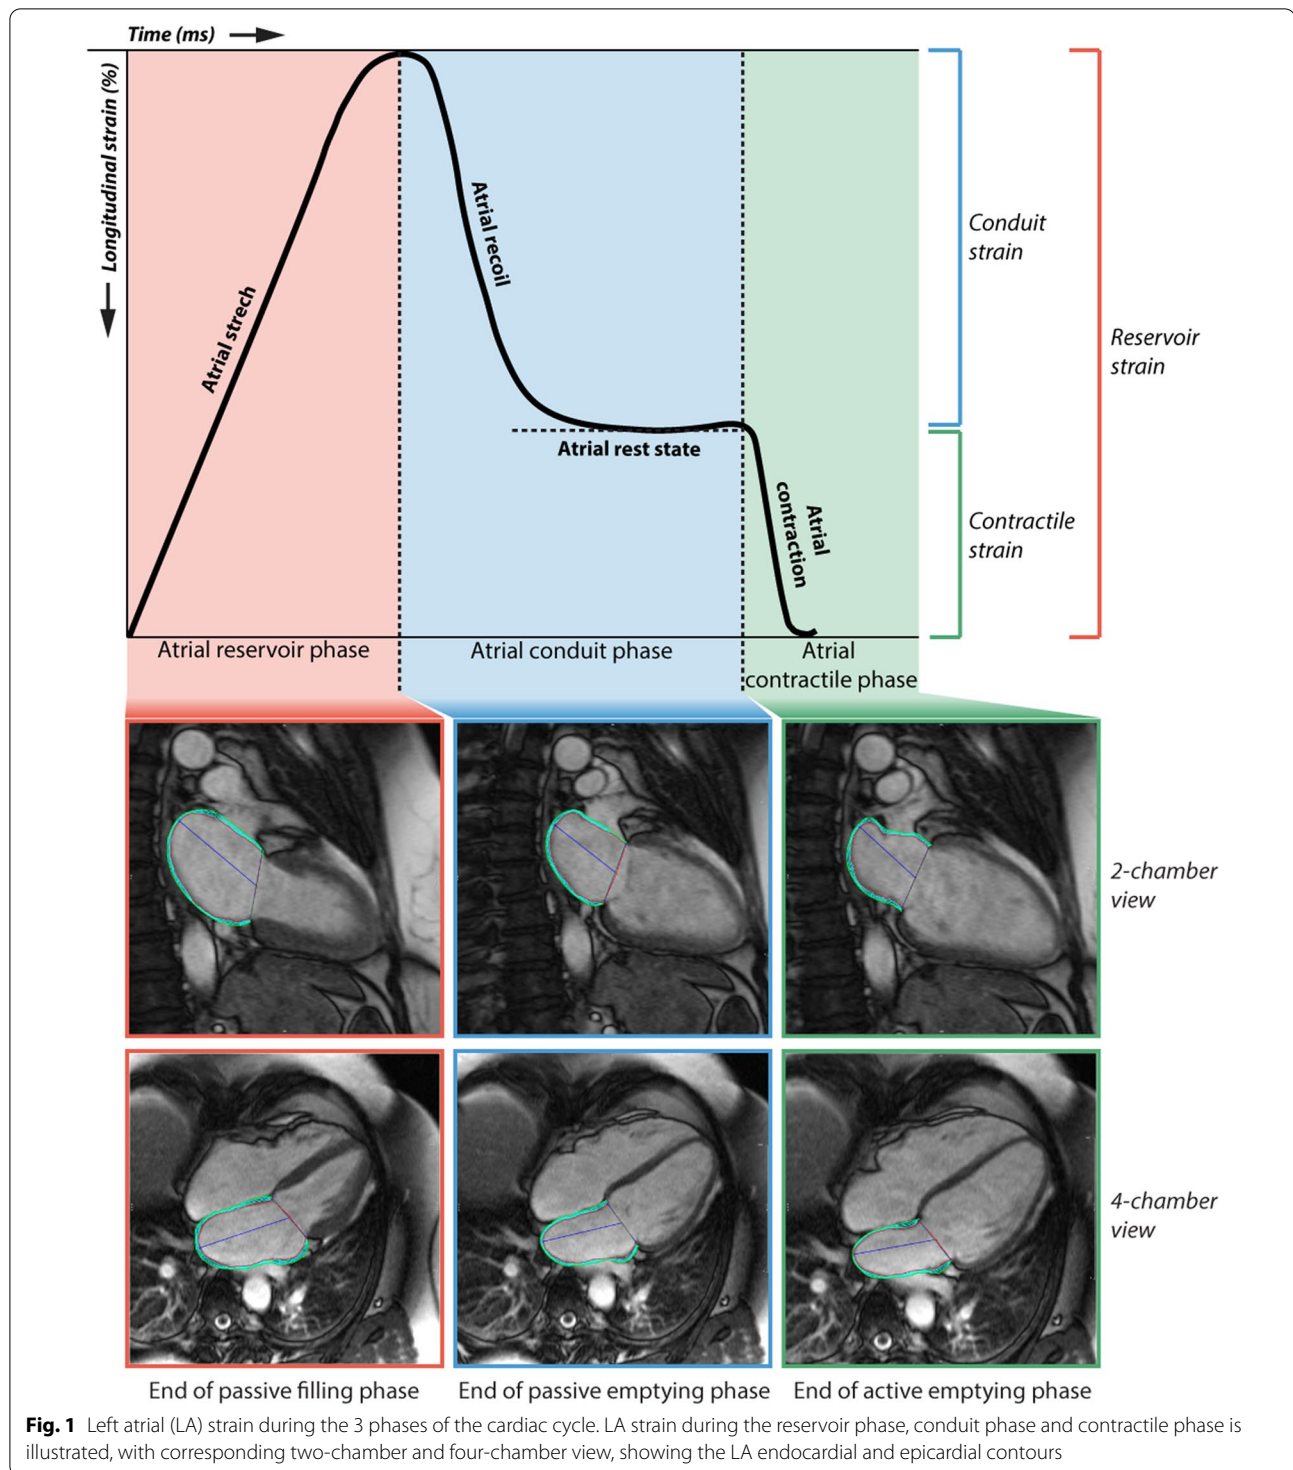 Time (ms)
Longitudinal strain (%)
Atrial strech
Atrial recoil
Atrial rest state
Atrial
contraction
Conduit
strain
Reservoir
strain
Contractile
strain
Atrial reservoir phase
Atrial conduit phase
Atrial
contractile phase
2-chamber
view
4-chamber
view
End of passive filling phase
End of passive emptying phase
End of active emptying phase
Fig. 1 Left atrial (LA) strain during the 3 phases of the cardiac cycle. LA strain during the reservoir phase, conduit phase and contractile phase is
illustrated, with corresponding two-chamber and four-chamber view, showing the LA endocardial and epicardial contours